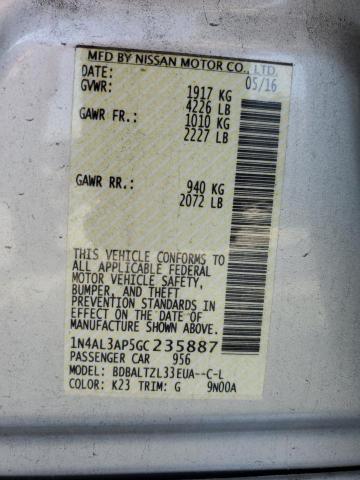 MFD BY NISSAN MOTOR CO., LTD.
DATE: 05/16
GVWR: 1917 KG
4226 LB
GAWR FR.: 1010 KG
2227 LB
GAWR RR.: 940 KG
2072 LB
THIS VEHICLE CONFORMS TO
ALL APPLICABLE FEDERAL
MOTOR VEHICLE SAFETY,
BUMPER, AND THEFT
PREVENTION STANDARDS IN
EFFECT ON THE DATE OF
MANUFACTURE SHOWN ABOVE.
1N4AL3AP5GC235887
PASSENGER CAR 956
MODEL: BDBALTZL33EUA--C-L
COLOR: K23 TRIM: G 9N00A